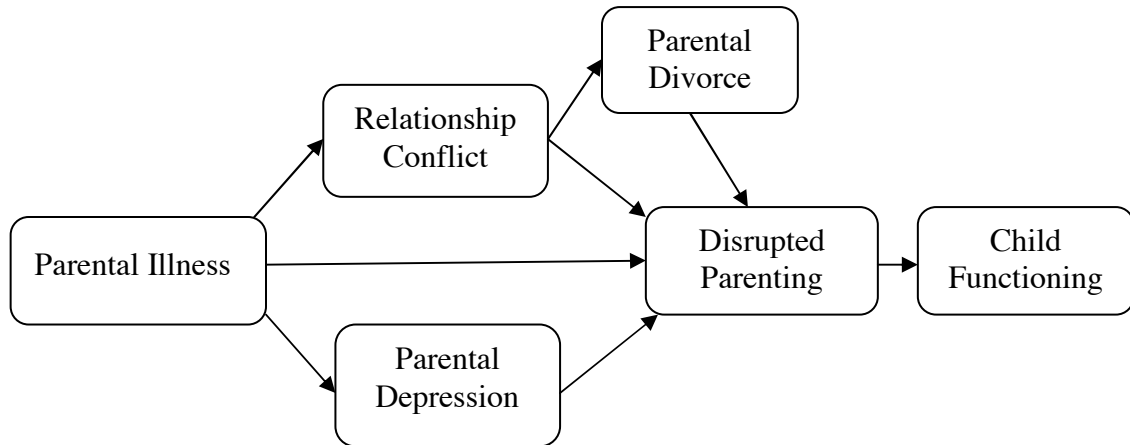 Parental
Divorce
Relationship
Conflict
Parental Illness
Disrupted
Parenting
Child
Functioning
Parental
Depression